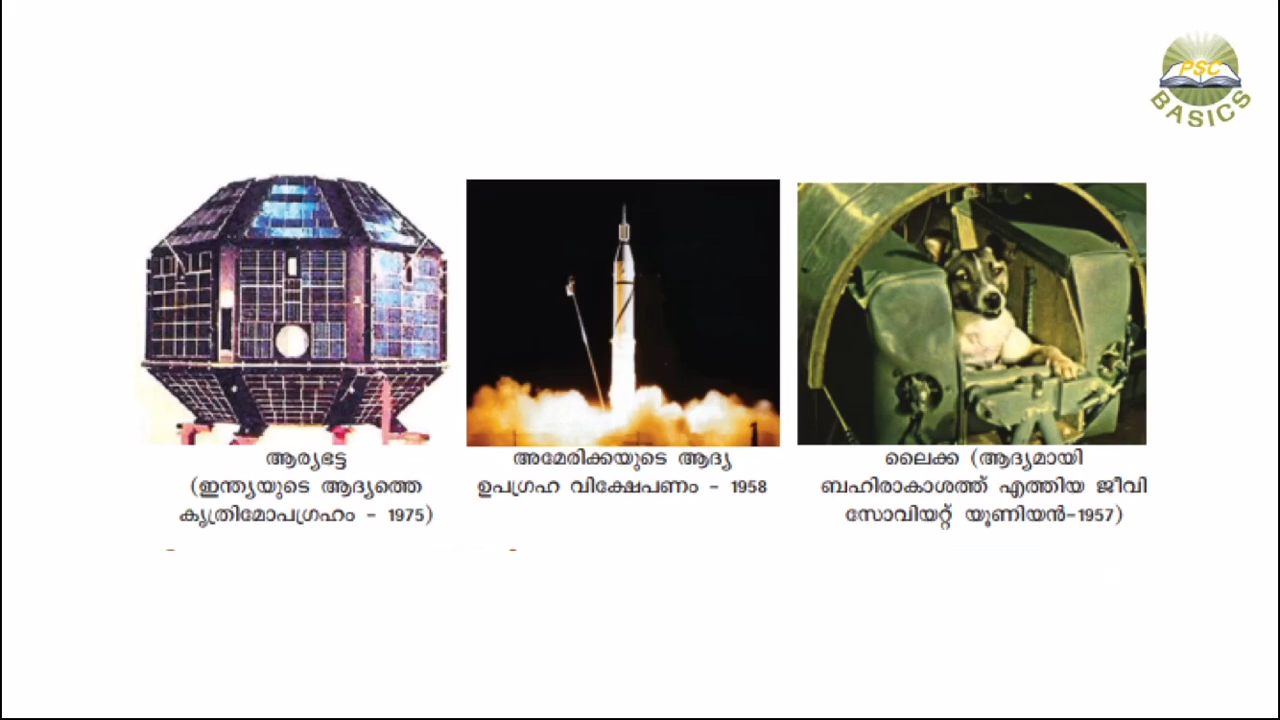 PSC
BASICS
ആര്യഭട്ട
(ഇന്ത്യയുടെ ആദ്യത്തെ
കൃത്രിമോപഗ്രഹം - 1975)
അമേരിക്കയുടെ ആദ്യ
ഉപഗ്രഹ വിക്ഷേപണം - 1958
ലൈക്ക (ആദ്യമായി
ബഹിരാകാശത്ത് എത്തിയ ജീവി
സോവിയറ്റ് യൂണിയൻ-1957)